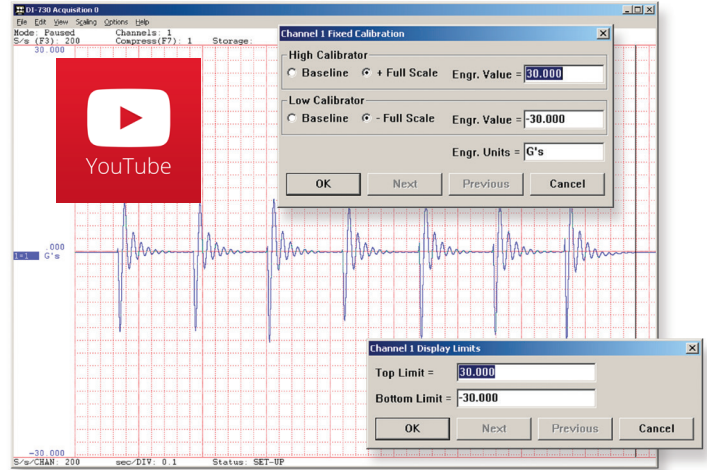 DI-730 Acquisition 0
File Edit View Scaling Options Help
Mode: Paused Channels: 1
S/s (F3): 200 Compress(F7): 1 Storage:
30.000
YouTube
.000
G's
-30.000
S/s/CHAN: 200 sec/DIV: 0.1 Status: SET-UP
Channel 1 Fixed Calibration
High Calibrator
Baseline + Full Scale Engr. Value = 30.000
Low Calibrator
Baseline - Full Scale Engr. Value = -30.000
Engr. Units = G's
OK Next Previous Cancel
Channel 1 Display Limits
Top Limit = 30.000
Bottom Limit = -30.000
OK Next Previous Cancel